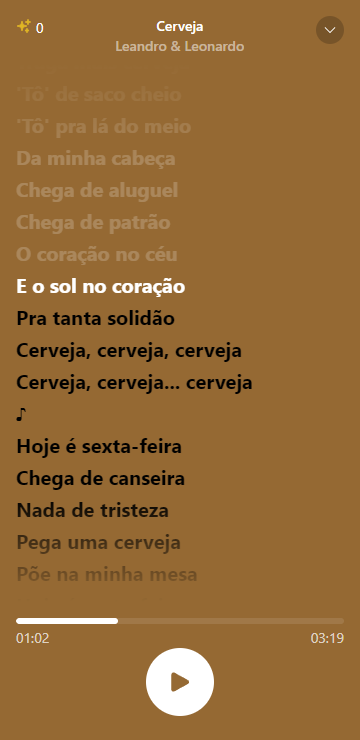 0
Cerveja
Leandro & Leonardo
'Tô' de saco cheio
'Tô' pra lá do meio
Da minha cabeça
Chega de aluguel
Chega de patrão
O coração no céu
E o sol no coração
Pra tanta solidão
Cerveja, cerveja, cerveja
Cerveja, cerveja... cerveja
♪
Hoje é sexta-feira
Chega de canseira
Nada de tristeza
Pega uma cerveja
Põe na minha mesa
01:02
03:19